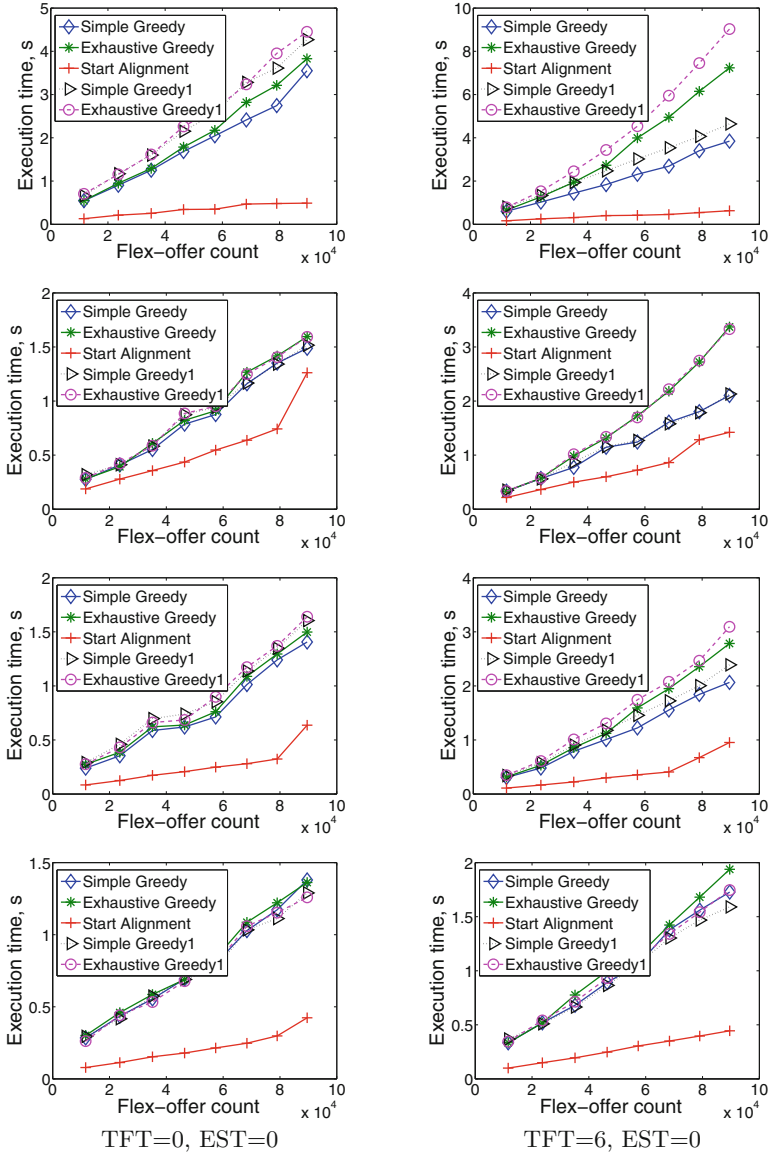 5
4
3
2
1
0
Execution time, s
Simple Greedy
Exhaustive Greedy
Start Alignment
Simple Greedy1
Exhaustive Greedy1
0 2 4 6 8 10
Flex−offer count
x 10^4
10
8
6
4
2
0
Execution time, s
Simple Greedy
Exhaustive Greedy
Start Alignment
Simple Greedy1
Exhaustive Greedy1
0 2 4 6 8 10
Flex−offer count
x 10^4
2
1.5
1
0.5
0
Execution time, s
Simple Greedy
Exhaustive Greedy
Start Alignment
Simple Greedy1
Exhaustive Greedy1
0 2 4 6 8 10
Flex−offer count
x 10^4
4
3
2
1
0
Execution time, s
Simple Greedy
Exhaustive Greedy
Start Alignment
Simple Greedy1
Exhaustive Greedy1
0 2 4 6 8 10
Flex−offer count
x 10^4
2
1.5
1
0.5
0
Execution time, s
Simple Greedy
Exhaustive Greedy
Start Alignment
Simple Greedy1
Exhaustive Greedy1
0 2 4 6 8 10
Flex−offer count
x 10^4
4
3
2
1
0
Execution time, s
Simple Greedy
Exhaustive Greedy
Start Alignment
Simple Greedy1
Exhaustive Greedy1
0 2 4 6 8 10
Flex−offer count
x 10^4
1.5
1
0.5
0
Execution time, s
Simple Greedy
Exhaustive Greedy
Start Alignment
Simple Greedy1
Exhaustive Greedy1
0 2 4 6 8 10
Flex−offer count
x 10^4
TFT=0, EST=0
2
1.5
1
0.5
0
Execution time, s
Simple Greedy
Exhaustive Greedy
Start Alignment
Simple Greedy1
Exhaustive Greedy1
0 2 4 6 8 10
Flex−offer count
x 10^4
TFT=6, EST=0